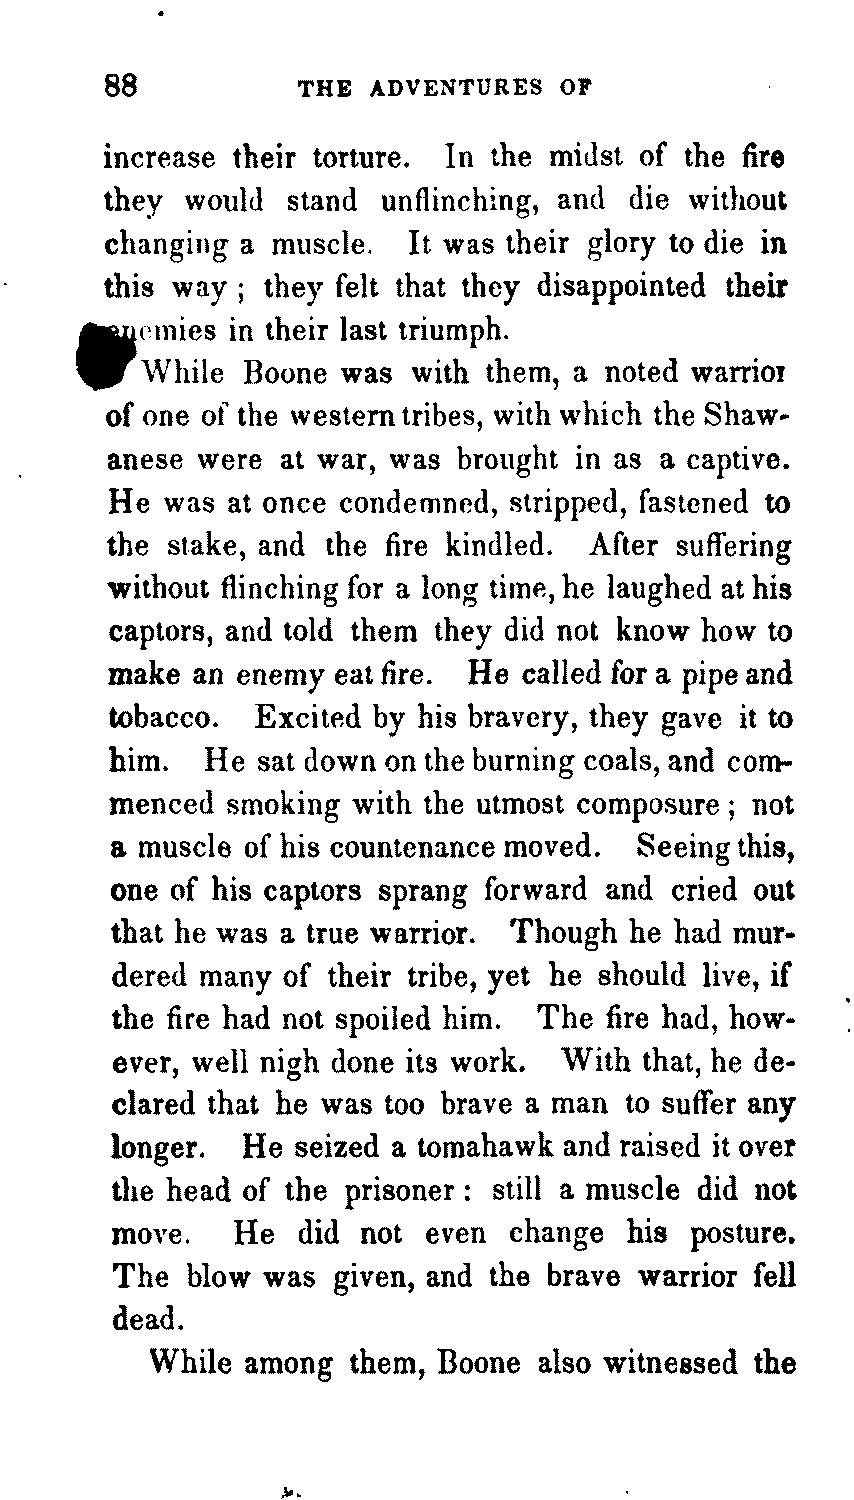 88 THE ADVENTURES OF
increase their torture. In the midst of the fire
they would stand unflinching, and die without
changing a muscle. It was their glory to die in
this way ; they felt that they disappointed their
enemies in their last triumph.
While Boone was with them, a noted warrior
of one of the western tribes, with which the Shaw-
anese were at war, was brought in as a captive.
He was at once condemned, stripped, fastened to
the stake, and the fire kindled. After suffering
without flinching for a long time, he laughed at his
captors, and told them they did not know how to
make an enemy eat fire. He called for a pipe and
tobacco. Excited by his bravery, they gave it to
him. He sat down on the burning coals, and com-
menced smoking with the utmost composure ; not
a muscle of his countenance moved. Seeing this,
one of his captors sprang forward and cried out
that he was a true warrior. Though he had mur-
dered many of their tribe, yet he should live, if
the fire had not spoiled him. The fire had, how-
ever, well nigh done its work. With that, he de-
clared that he was too brave a man to suffer any
longer. He seized a tomahawk and raised it over
the head of the prisoner : still a muscle did not
move. He did not even change his posture.
The blow was given, and the brave warrior fell
dead.
While among them, Boone also witnessed the